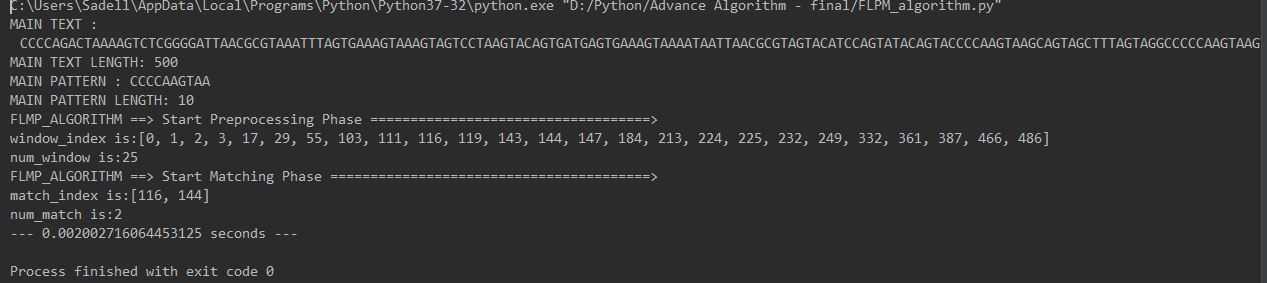 C:\Users\Sadell\AppData\Local\Programs\Python\Python37-32\python.exe "D:/Python/Advance Algorithm - final/FLPM_algorithm.py"
MAIN TEXT :
CCCCAGACTAAAAGTCTCGGGGATTAACGCGTAAATTTAGTGAAAGTAAAGTAGTCCTAAGTACAGTGATGAGTGAAAGTAAAATAATTAACGCGTAGTACATCCAGTATACAGTACCCCAAGTAAGCAGTAGCTTTAGTAGGCCCCCAAGTAAG
MAIN TEXT LENGTH: 500
MAIN PATTERN : CCCCAAGTAA
MAIN PATTERN LENGTH: 10
FLMP_ALGORITHM ==> Start Preprocessing Phase ===================================>
window_index is:[0, 1, 2, 3, 17, 29, 55, 103, 111, 116, 119, 143, 144, 147, 184, 213, 224, 225, 232, 249, 332, 361, 387, 466, 486]
num_window is:25
FLMP_ALGORITHM ==> Start Matching Phase ========================================>
match_index is:[116, 144]
num_match is:2
--- 0.002002716064453125 seconds ---
Process finished with exit code 0